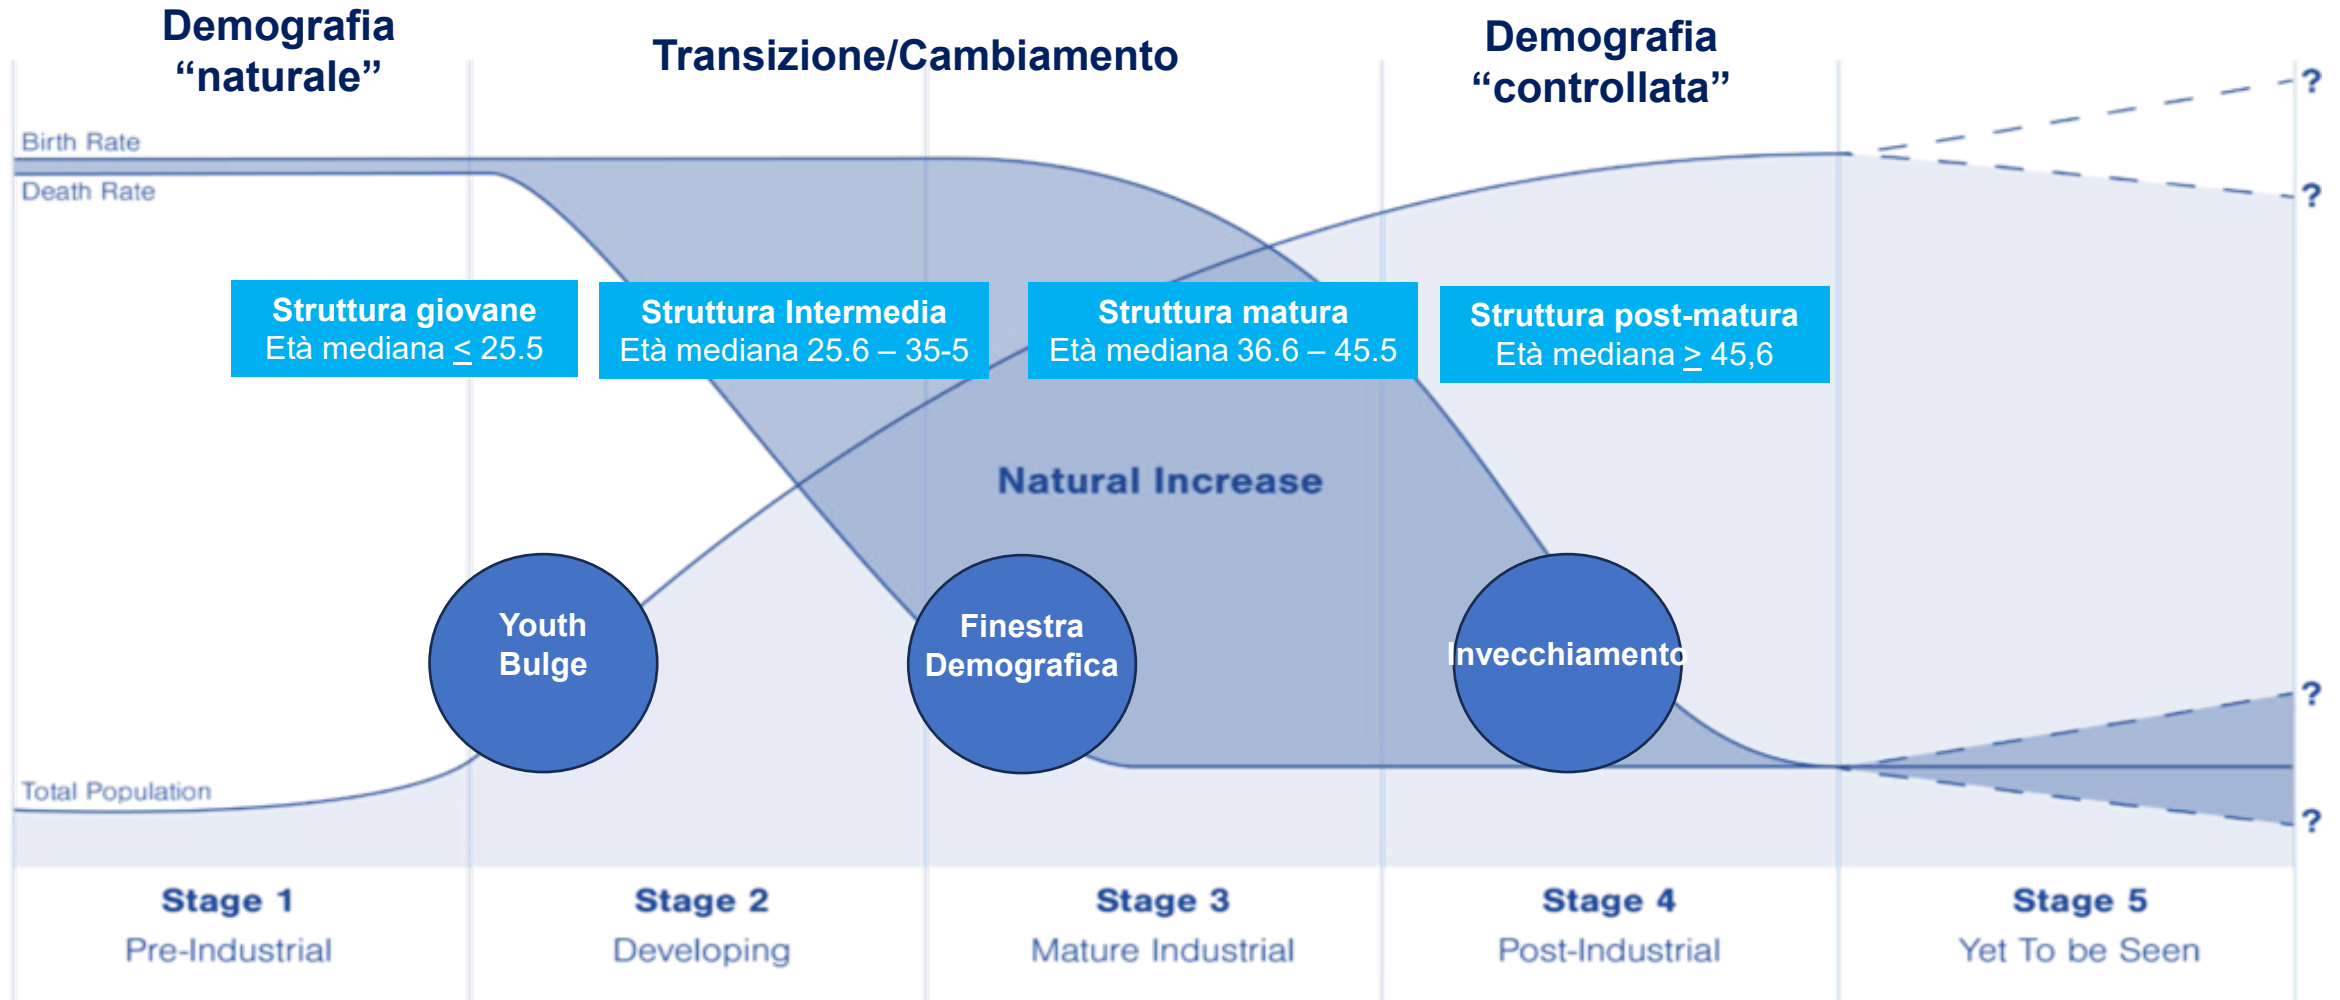 Demografia
“naturale”
Transizione/Cambiamento
Demografia
“controllata”
?
Birth Rate
Death Rate
?
Struttura giovane
Età mediana < 25.5
Struttura Intermedia
Età mediana 25.6 – 35-5
Struttura matura
Età mediana 36.6 – 45.5
Struttura post-matura
Età mediana > 45,6
Natural Increase
Youth
Bulge
Finestra
Demografica
Invecchiamento
?
Total Population
?
Stage 1
Pre-Industrial
Stage 2
Developing
Stage 3
Mature Industrial
Stage 4
Post-Industrial
Stage 5
Yet To be Seen